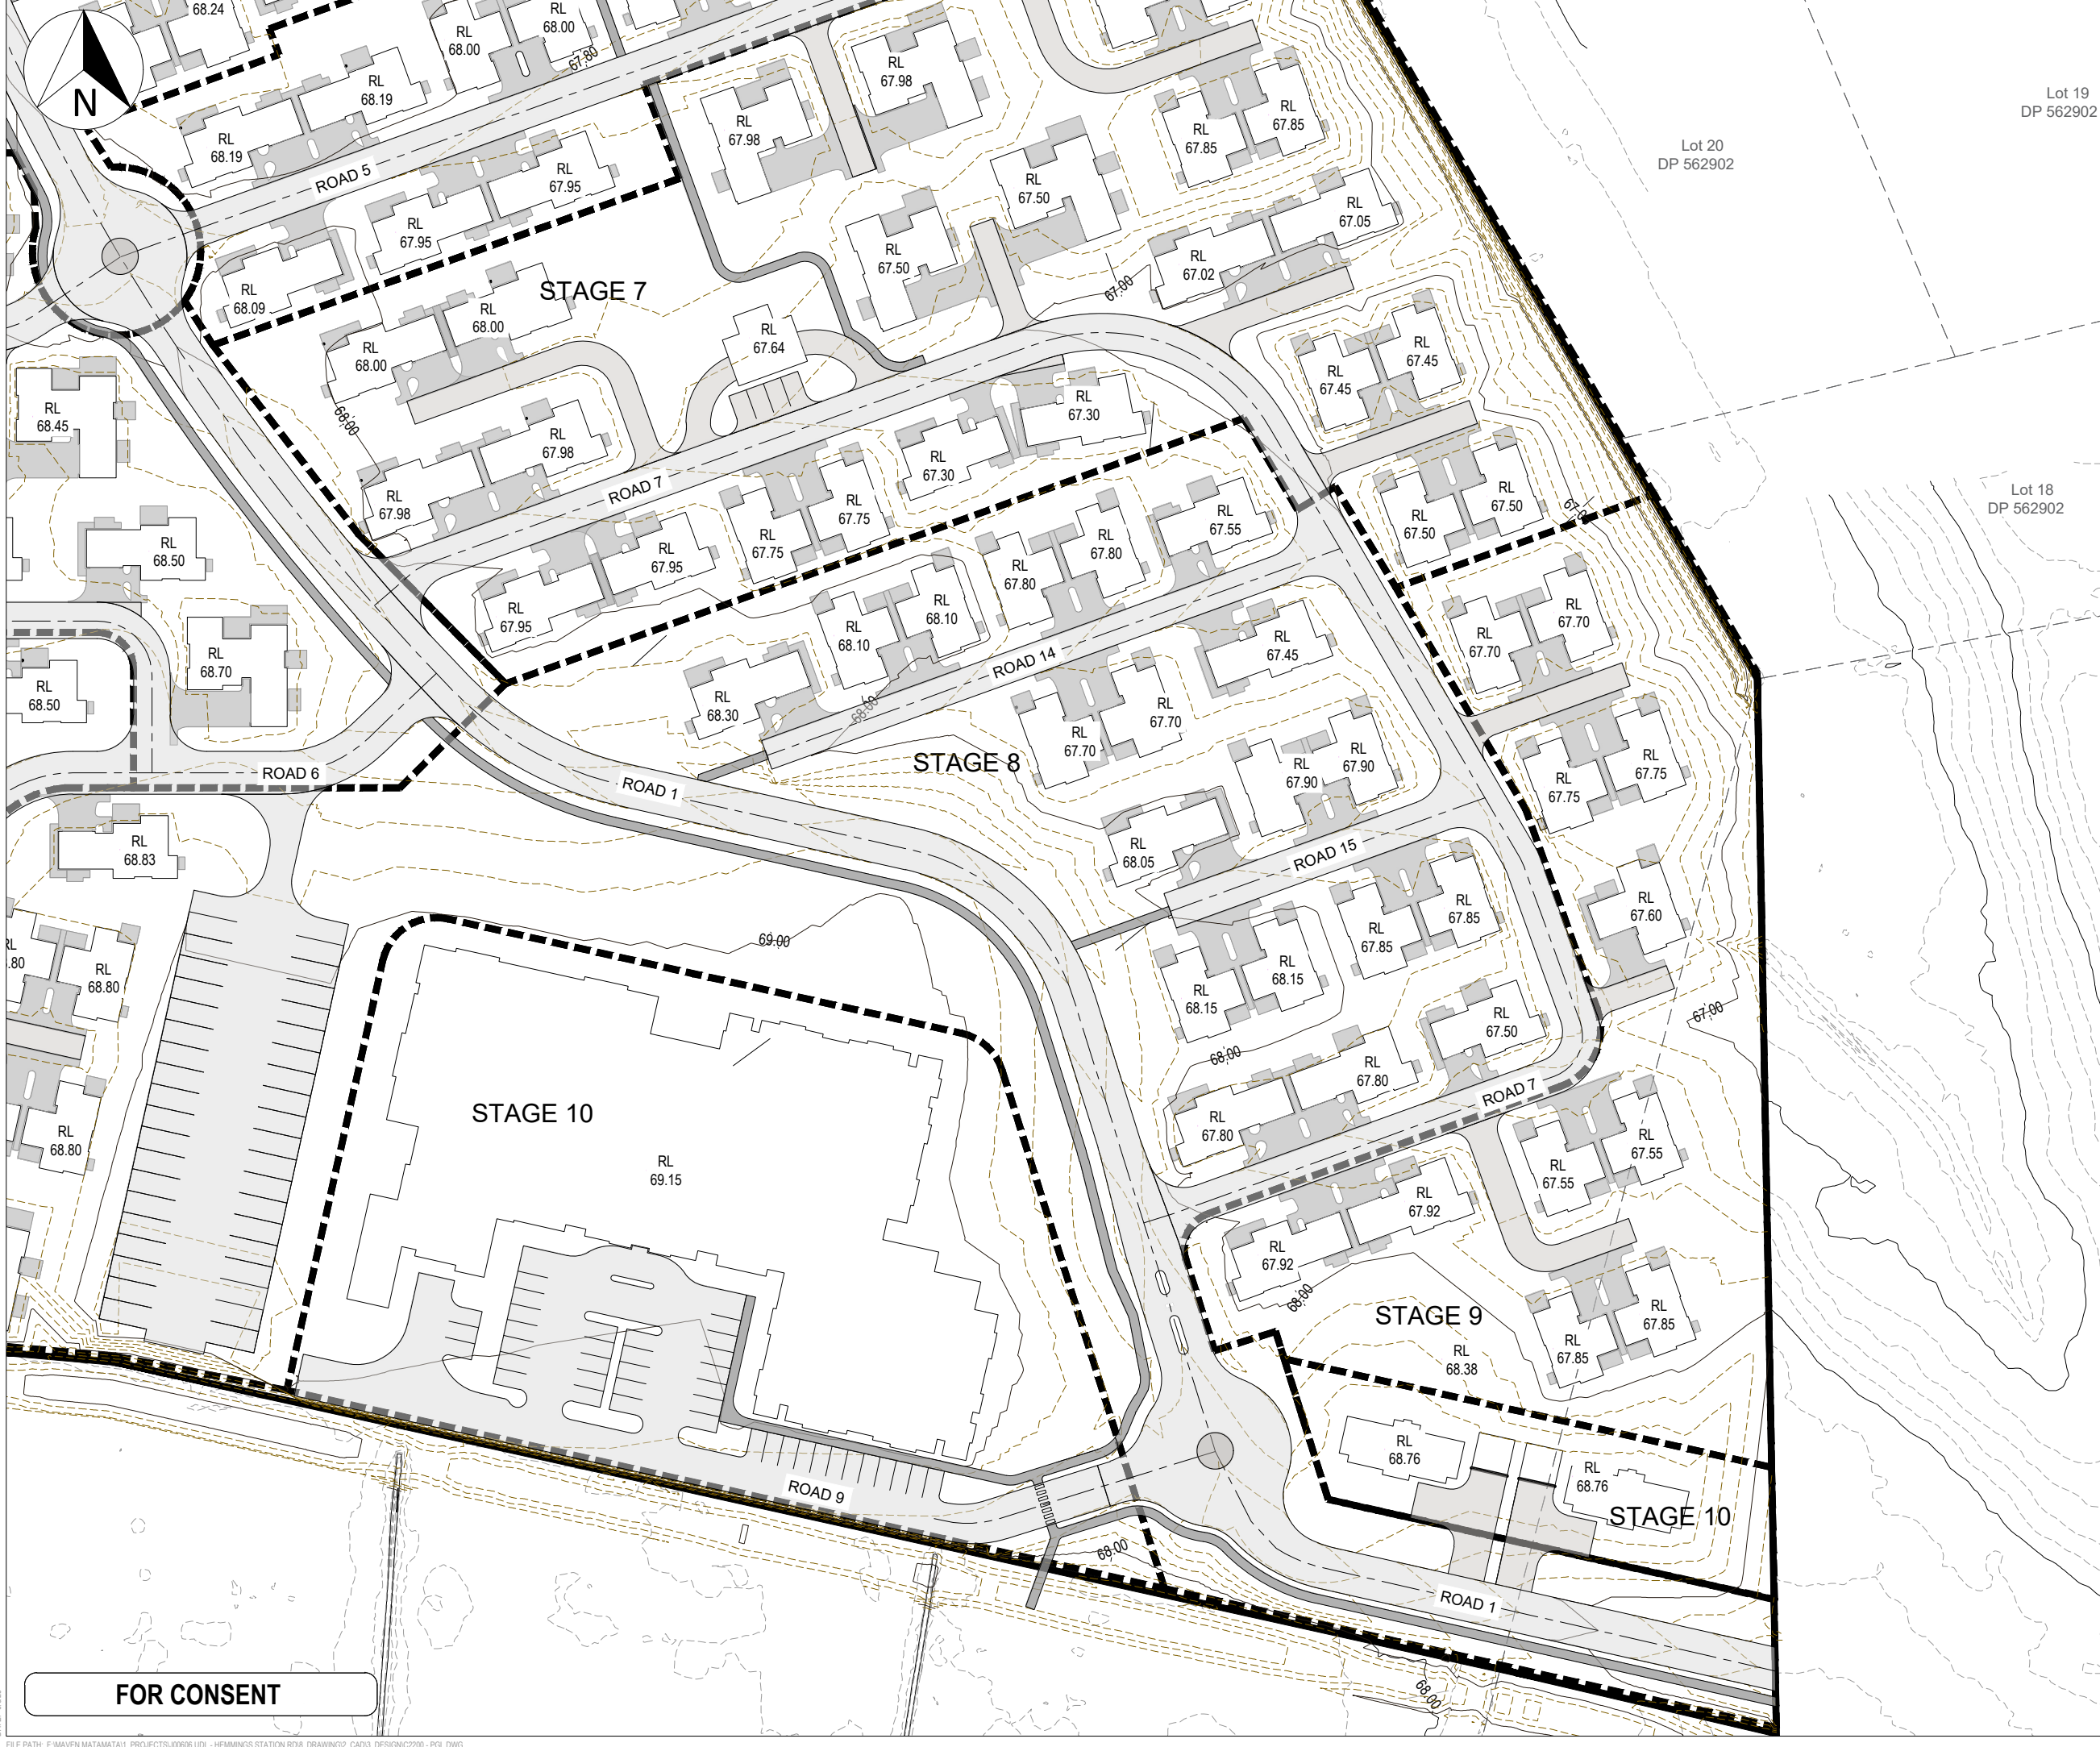 68.24
RL
68.00
RL
68.00
67.80
N
RL
68.19
RL
68.19
ROAD 5
RL
67.98
RL
67.98
RL
67.85
RL
67.85
Lot 19
DP 562902
Lot 20
DP 562902
RL
67.95
RL
67.95
RL
67.50
RL
67.50
RL
67.05
RL
67.02
67.00
RL
68.09
STAGE 7
RL
68.00
RL
68.00
RL
67.64
RL
67.45
RL
67.45
RL
68.45
68.00
RL
67.30
RL
67.30
RL
67.98
RL
67.98
ROAD 7
RL
67.75
RL
67.75
RL
67.50
RL
67.50
Lot 18
DP 562902
RL
67.55
RL
67.80
RL
67.80
RL
68.50
RL
67.95
RL
67.95
RL
68.10
RL
68.10
RL
67.70
RL
67.70
RL
68.70
RL
68.50
ROAD 14
RL
67.45
RL
68.30
68.00
RL
67.70
RL
67.70
STAGE 8
ROAD 6
ROAD 1
RL
67.90
RL
67.90
RL
67.75
RL
67.75
RL
68.83
RL
68.05
ROAD 15
RL
67.85
RL
67.85
RL
67.60
69.00
RL
68.80
RL
68.15
RL
68.15
67.00
RL
67.50
68.00
RL
67.80
RL
67.80
ROAD 7
STAGE 10
RL
68.80
RL
69.15
RL
67.55
RL
67.55
RL
67.92
RL
67.92
68.00
STAGE 9
RL
67.85
RL
67.85
RL
68.38
RL
68.76
RL
68.76
STAGE 10
ROAD 9
68.00
ROAD 1
68.00
FOR CONSENT